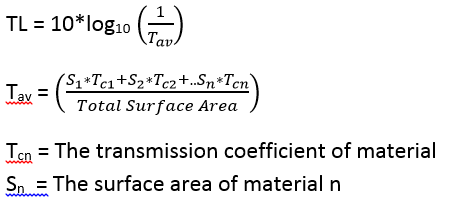 TL = 10*log₁₀ (1/Tav)
Tav = (S₁*Tc1+S₂*Tc2+..Sn*Tcn / Total Surface Area)
Tcn = The transmission coefficient of material
Sn = The surface area of material n